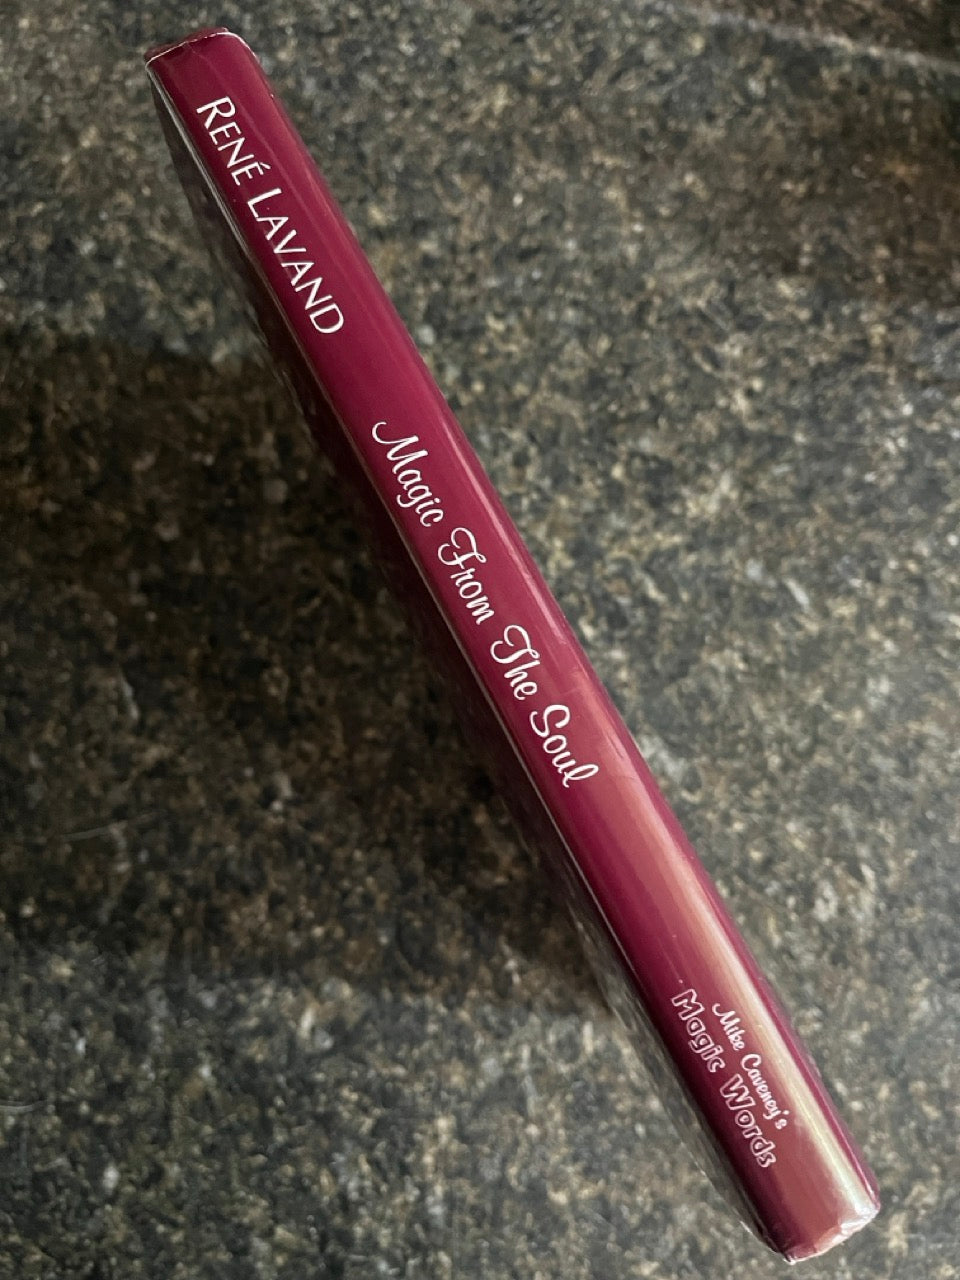 RENÉ LAVAND
Magic From The Soul
Mike Caveney's
Magic Words